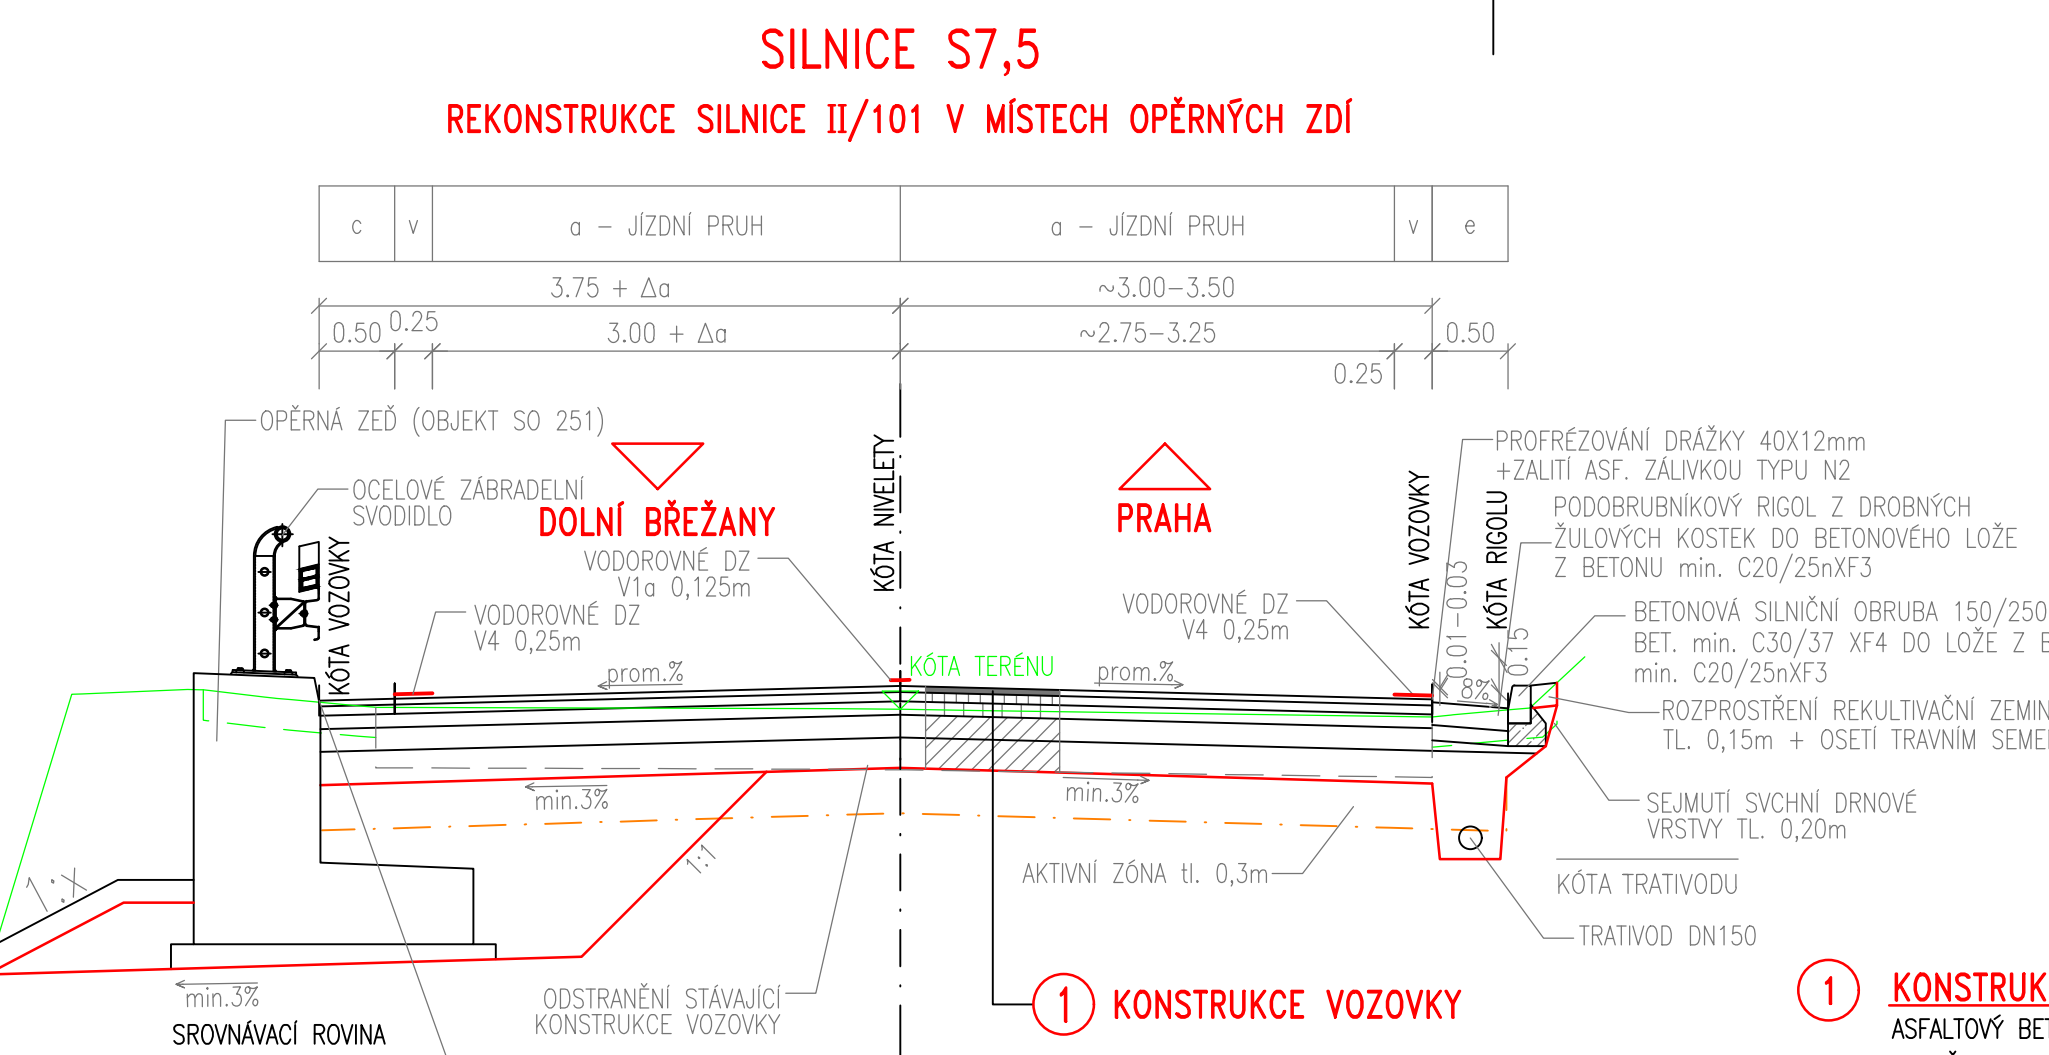 SILNICE S7,5
REKONSTRUKCE SILNICE II/101 V MÍSTECH OPĚRNÝCH ZDÍ
c
v
a – JÍZDNÍ PRUH
a – JÍZDNÍ PRUH
v
e
3.75 + Δa
~3.00–3.50
0.50
0.25
3.00 + Δa
~2.75–3.25
0.25
0.50
OPĚRNÁ ZEĎ (OBJEKT SO 251)
OCELOVÉ ZÁBRADELNÍ
SVODIDLO
DOLNÍ BŘEŽANY
PRAHA
KÓTA VOZOVKY
KÓTA NIVELETY
KÓTA VOZOVKY
KÓTA RIGOLU
VODOROVNÉ DZ
V1a 0,125m
VODOROVNÉ DZ
V4 0,25m
VODOROVNÉ DZ
V4 0,25m
PROFRÉZOVÁNÍ DRÁŽKY 40X12mm
+ZALITÍ ASF. ZÁLIVKOU TYPU N2
PODOBRUBNÍKOVÝ RIGOL Z DROBNÝCH
ŽULOVÝCH KOSTEK DO BETONOVÉHO LOŽE
Z BETONU min. C20/25nXF3
0.01–0.03
0.15
8%
BETONOVÁ SILNIČNÍ OBRUBA 150/250
BET. min. C30/37 XF4 DO LOŽE Z B
min. C20/25nXF3
KÓTA TERÉNU
prom.%
prom.%
ROZPROSTŘENÍ REKULTIVAČNÍ ZEMIN
TL. 0,15m + OSETÍ TRAVNÍM SEME
min.3%
min.3%
SEJMUTÍ SVCHNÍ DRNOVÉ
VRSTVY TL. 0,20m
1:1
1:X
AKTIVNÍ ZÓNA tl. 0,3m
KÓTA TRATIVODU
TRATIVOD DN150
min.3%
SROVNÁVACÍ ROVINA
ODSTRANĚNÍ STÁVAJÍCÍ
KONSTRUKCE VOZOVKY
1 KONSTRUKCE VOZOVKY
1 KONSTRUK
ASFALTOVÝ BET